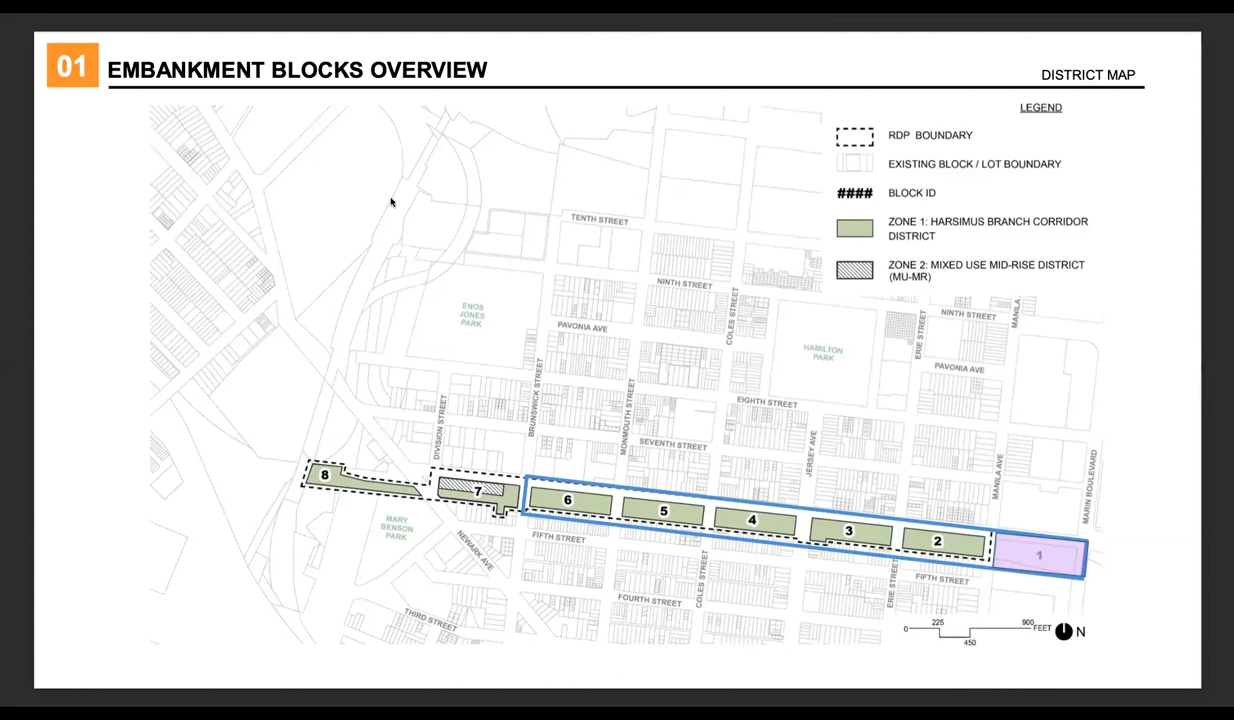 01
EMBANKMENT BLOCKS OVERVIEW
DISTRICT MAP
LEGEND
RDP BOUNDARY
EXISTING BLOCK / LOT BOUNDARY
####
BLOCK ID
ZONE 1: HARSIMUS BRANCH CORRIDOR
DISTRICT
ZONE 2: MIXED USE MID-RISE DISTRICT
(MU-MR)
TENTH STREET
NINTH STREET
ENOS
JONES
PARK
PAVONIA AVE
COLES STREET
HAMILTON
PARK
ERIE STREET
NINTH STREET
MANILA
PAVONIA AVE
DIVISION STREET
BRUNSWICK STREET
MONMOUTH STREET
EIGHTH STREET
SEVENTH STREET
JERSEY AVE
MANILA AVE
MARIN BOULEVARD
8
7
6
5
4
3
2
1
MARY
BENSON
PARK
NEWARK AVE
FIFTH STREET
COLES STREET
ERIE STREET
FIFTH STREET
FOURTH STREET
THIRD STREET
0
225
450
900
FEET
N